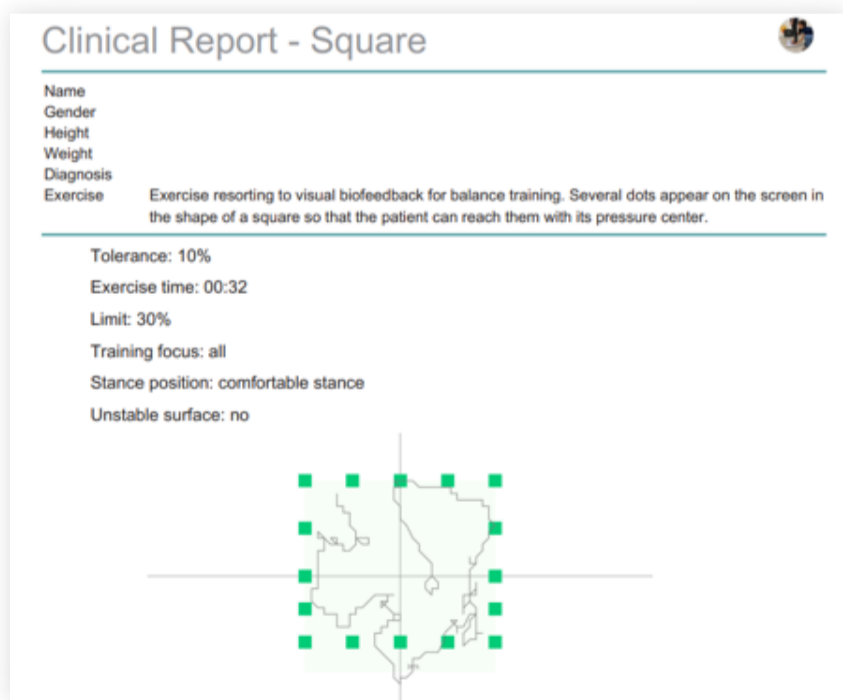 Clinical Report - Square
Name
Gender
Height
Weight
Diagnosis
Exercise Exercise resorting to visual biofeedback for balance training. Several dots appear on the screen in
the shape of a square so that the patient can reach them with its pressure center.
Tolerance: 10%
Exercise time: 00:32
Limit: 30%
Training focus: all
Stance position: comfortable stance
Unstable surface: no